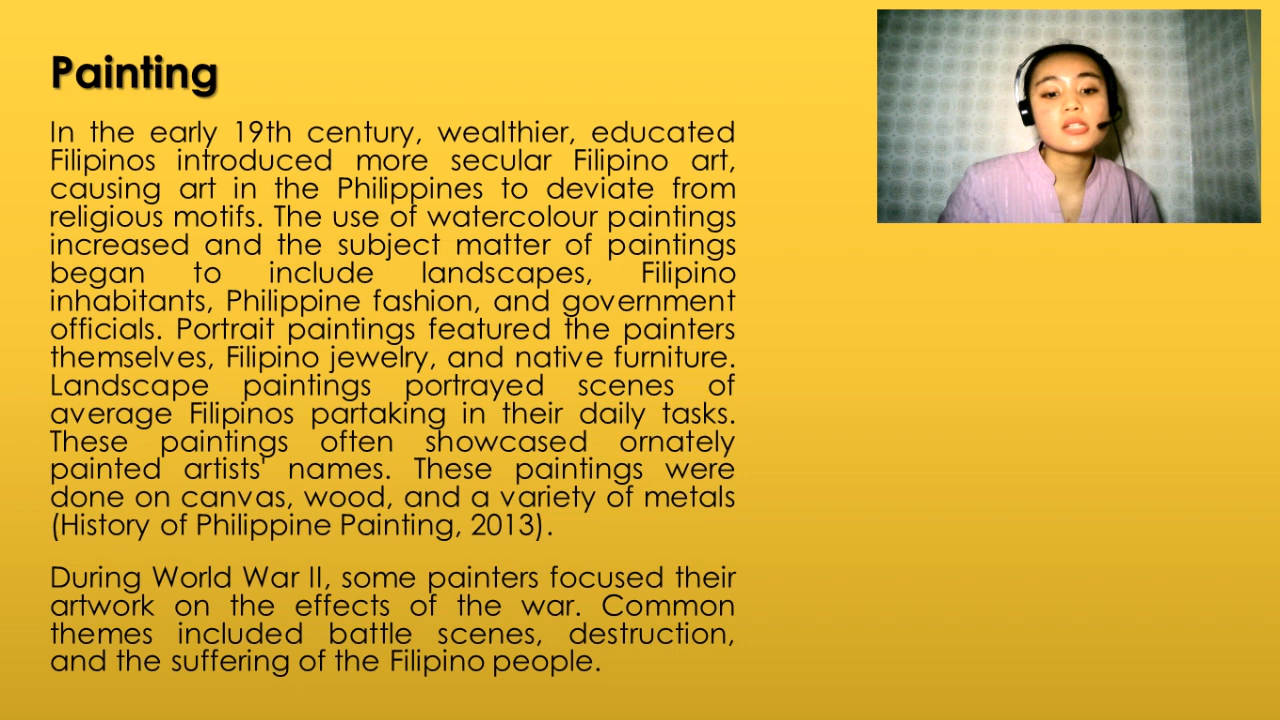 Painting
In the early 19th century, wealthier, educated
Filipinos introduced more secular Filipino art,
causing art in the Philippines to deviate from
religious motifs. The use of watercolour paintings
increased and the subject matter of paintings
began to include landscapes, Filipino
inhabitants, Philippine fashion, and government
officials. Portrait paintings featured the painters
themselves, Filipino jewelry, and native furniture.
Landscape paintings portrayed scenes of
average Filipinos partaking in their daily tasks.
These paintings often showcased ornately
painted artists' names. These paintings were
done on canvas, wood, and a variety of metals
(History of Philippine Painting, 2013).
During World War II, some painters focused their
artwork on the effects of the war. Common
themes included battle scenes, destruction,
and the suffering of the Filipino people.